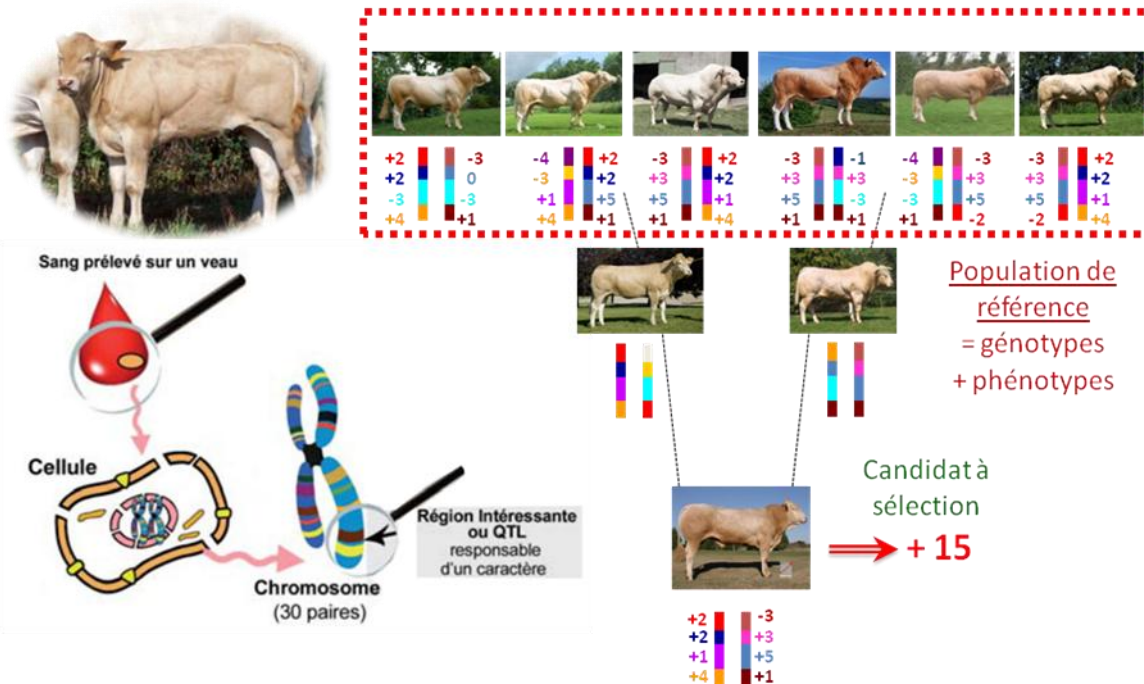 +2 -3 -4 +2 -3 +2 -3 -1 -4 -3 -3 +2
+2 0 -3 +2 +3 +2 +3 +3 -3 +3 +3 +2
-3 -3 +1 +5 +5 +1 +5 -3 -3 +5 +5 +1
+4 +1 +4 +1 +1 +4 +1 +1 +1 -2 -2 +4
Sang prélevé sur un veau
Cellule
Chromosome
(30 paires)
Région Intéressante
ou QTL
responsable
d'un caractère
Population de
référence
= génotypes
+ phénotypes
Candidat à
sélection
+ 15
+2 -3
+2 +3
+1 +5
+4 +1